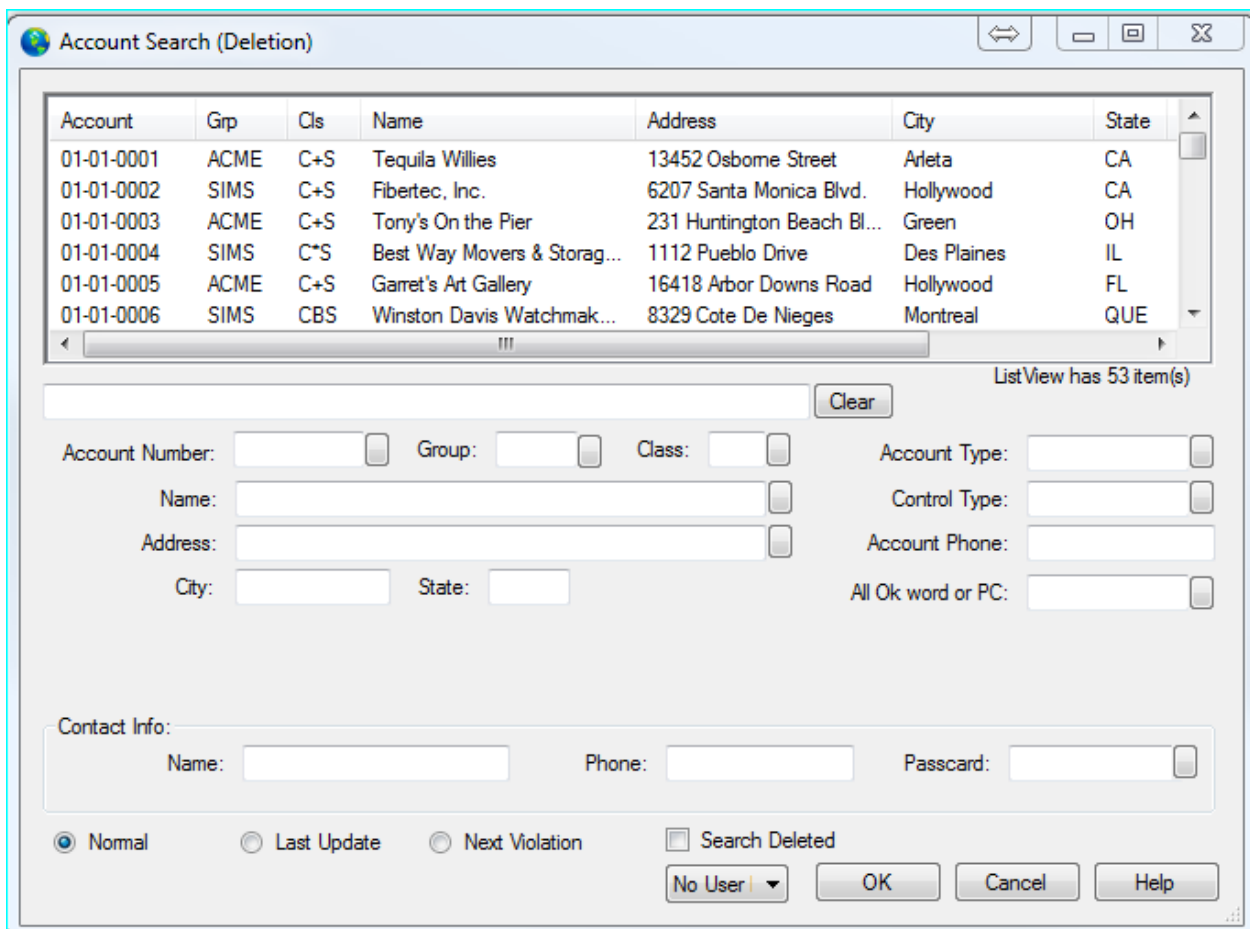 Account Search (Deletion)
Account Grp Cls Name Address City State
01-01-0001 ACME C+S Tequila Willies 13452 Osborne Street Arleta CA
01-01-0002 SIMS C+S Fibertec, Inc. 6207 Santa Monica Blvd. Hollywood CA
01-01-0003 ACME C+S Tony's On the Pier 231 Huntington Beach Bl... Green OH
01-01-0004 SIMS C*S Best Way Movers & Storag... 1112 Pueblo Drive Des Plaines IL
01-01-0005 ACME C+S Garret's Art Gallery 16418 Arbor Downs Road Hollywood FL
01-01-0006 SIMS CBS Winston Davis Watchmak... 8329 Cote De Nieges Montreal QUE
ListView has 53 item(s)
Clear
Account Number: Group: Class: Account Type:
Name: Control Type:
Address: Account Phone:
City: State: All Ok word or PC:
Contact Info:
Name: Phone: Passcard:
Normal Last Update Next Violation Search Deleted
No User OK Cancel Help